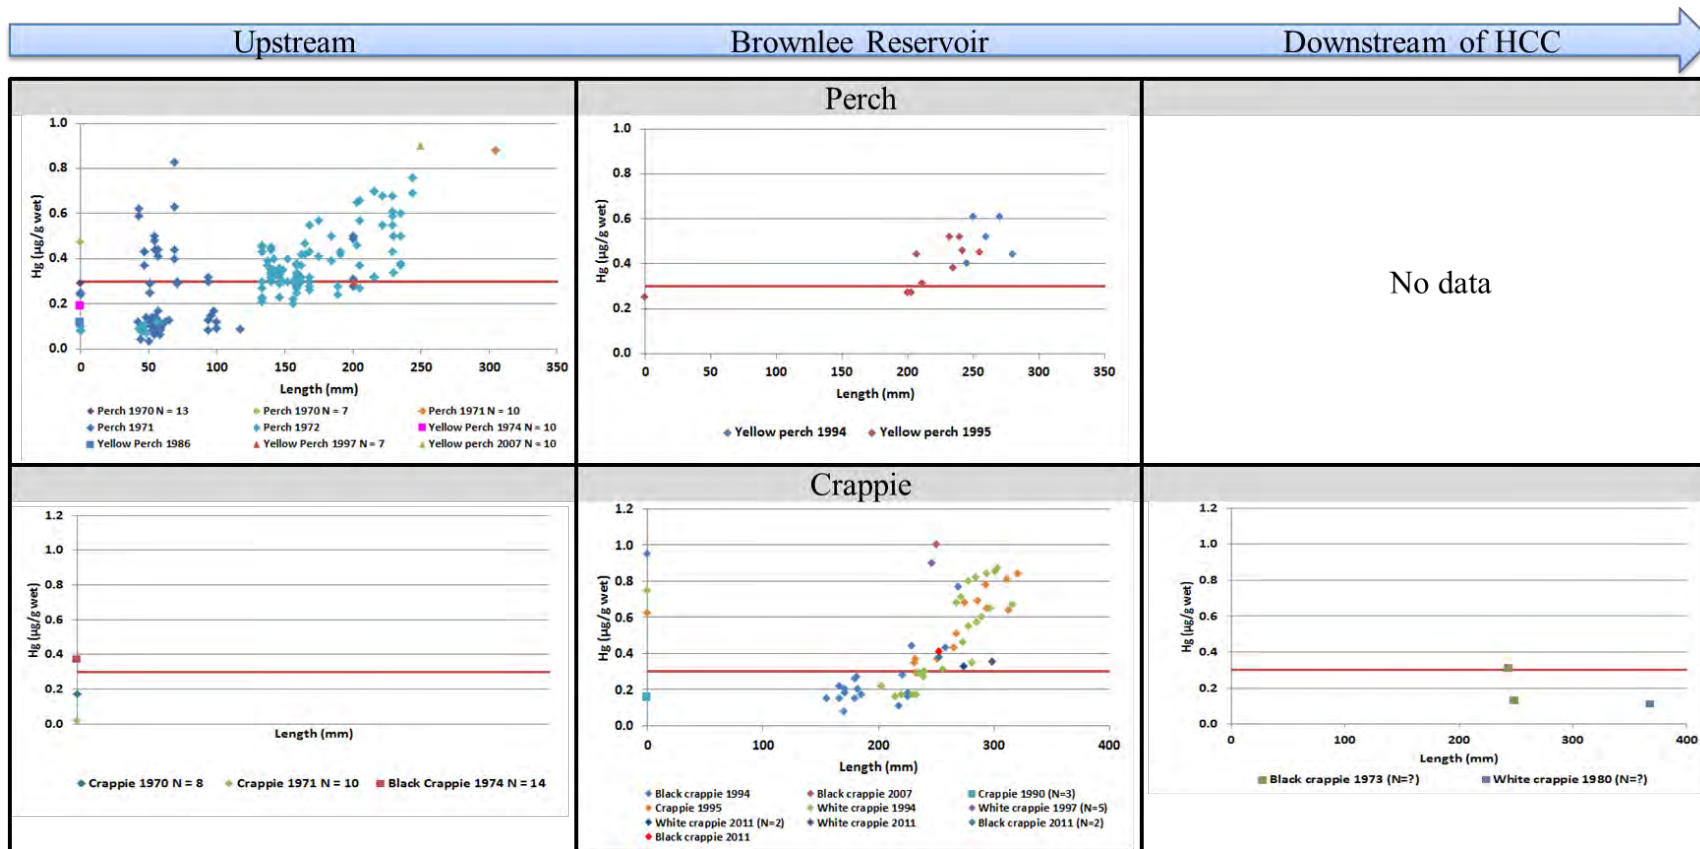 Upstream
Brownlee Reservoir
Downstream of HCC
Perch
1.0
0.8
0.6
0.4
0.2
0.0
Hg (µg/g wet)
0 50 100 150 200 250 300 350
Length (mm)
Perch 1970 N = 13
Perch 1970 N = 7
Perch 1971 N = 10
Perch 1971
Perch 1972
Yellow Perch 1974 N = 10
Yellow Perch 1986
Yellow Perch 1997 N = 7
Yellow perch 2007 N = 10
1.0
0.8
0.6
0.4
0.2
0.0
Hg (µg/g wet)
0 50 100 150 200 250 300 350
Length (mm)
Yellow perch 1994
Yellow perch 1995
No data
Crappie
1.2
1.0
0.8
0.6
0.4
0.2
0.0
Hg (µg/g wet)
Length (mm)
Crappie 1970 N = 8
Crappie 1971 N = 10
Black Crappie 1974 N = 14
1.2
1.0
0.8
0.6
0.4
0.2
0.0
Hg (µg/g wet)
0 100 200 300 400
Length (mm)
Black crappie 1994
Black crappie 2007
Crappie 1990 (N=3)
Crappie 1995
White crappie 1994
White crappie 1997 (N=5)
White crappie 2011 (N=2)
White crappie 2011
Black crappie 2011 (N=2)
Black crappie 2011
1.2
1.0
0.8
0.6
0.4
0.2
0.0
Hg (µg/g wet)
0 100 200 300 400
Length (mm)
Black crappie 1973 (N=?)
White crappie 1980 (N=?)